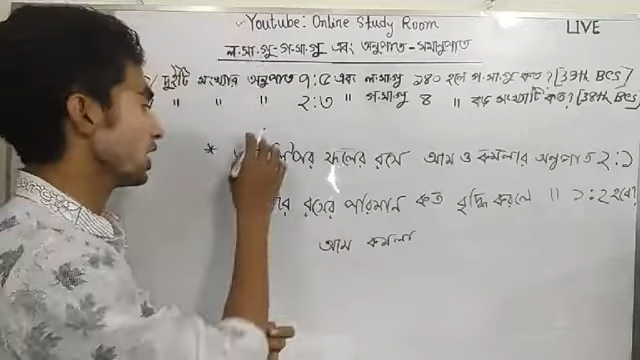 Youtube: Online Study Room
LIVE
ল.সা.গু-গ.সা.গু এবং অনুপাত-সমানুপাত
দুইটি সংখ্যার অনুপাত ৭:৫ এবং ল.সা.গু ১৪০ হলে গ.সা.গু কত? [39th BCS]
" " " ২:৩ " গ.সা.গু ৪ " বড় সংখ্যাটি কত? [38th BCS]
* ফলের রসে আম ও কমলার অনুপাত ২:১
রসের পরিমান কত বৃদ্ধি করলে " ১:২ হবে?
আম কমলা